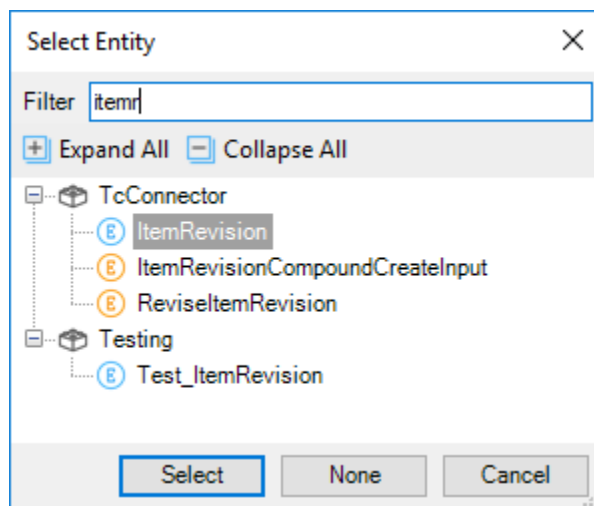 Select Entity
Filter itemr
Expand All Collapse All
TcConnector
E ItemRevision
E ItemRevisionCompoundCreateInput
E ReviseItemRevision
Testing
E Test_ItemRevision
Select None Cancel